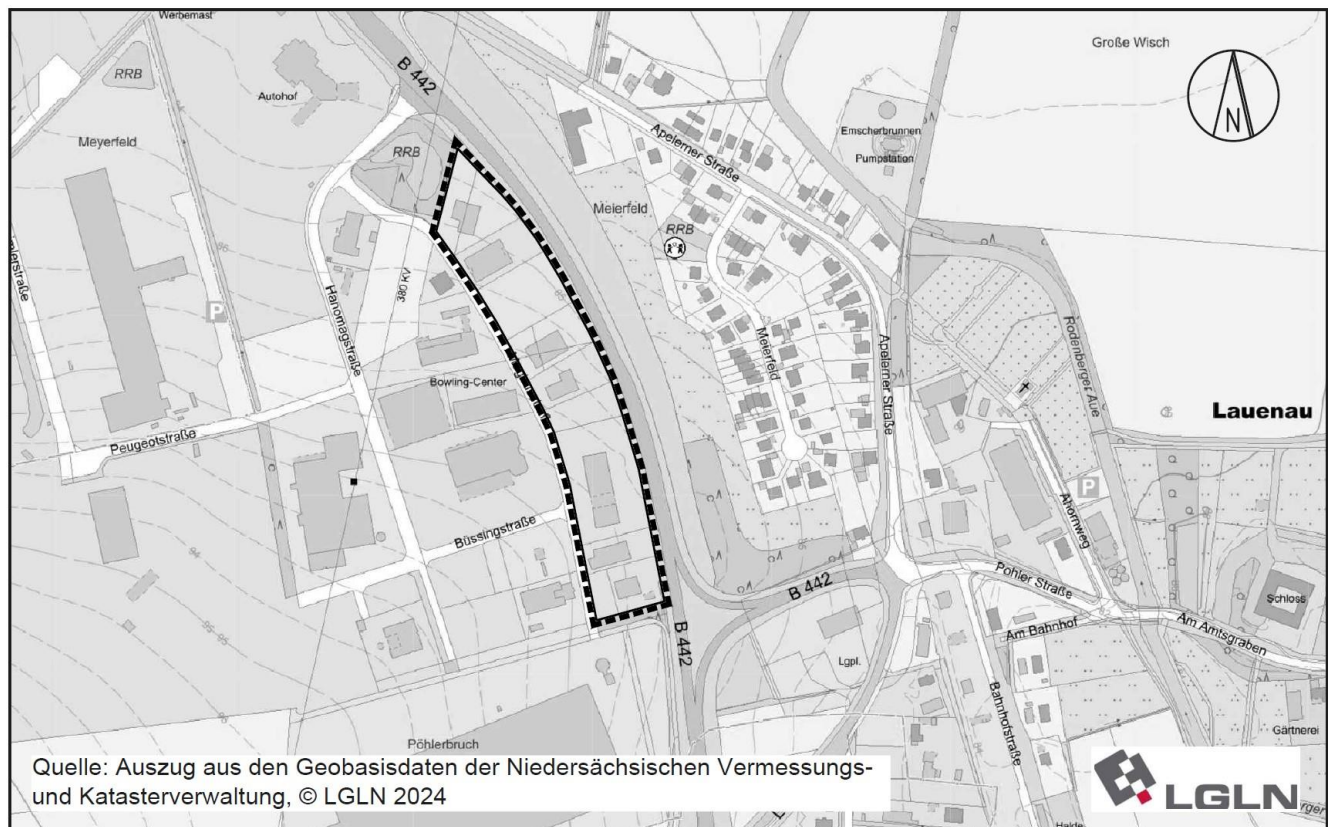 Werbemast
RRB
Autohof
Meyerfeld
B 442
RRB
Große Wisch
N
Emscherbrunnen
Pumpstation
Apelerner Straße
Meierfeld
RRB
Hanomagstraße
380 KV
P
Bowling-Center
Meierfeld
Apelerner Straße
Rodenberger Aue
Lauenau
Peugeotstraße
P
Ahornweg
Büssingstraße
B 442
Pohler Straße
Schloss
Am Bahnhof
Am Amtsgraben
B 442
Lgpl.
Bahnhofstraße
Gärtnerei
Pöhlerbruch
Quelle: Auszug aus den Geobasisdaten der Niedersächsischen Vermessungs-
und Katasterverwaltung, © LGLN 2024
LGLN